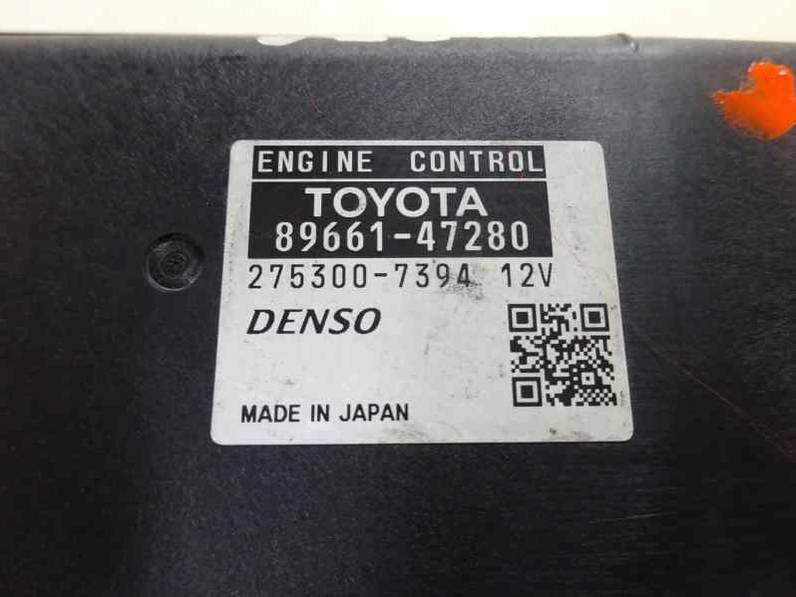 ENGINE CONTROL
TOYOTA
89661-47280
275300-7394 12V
DENSO
MADE IN JAPAN